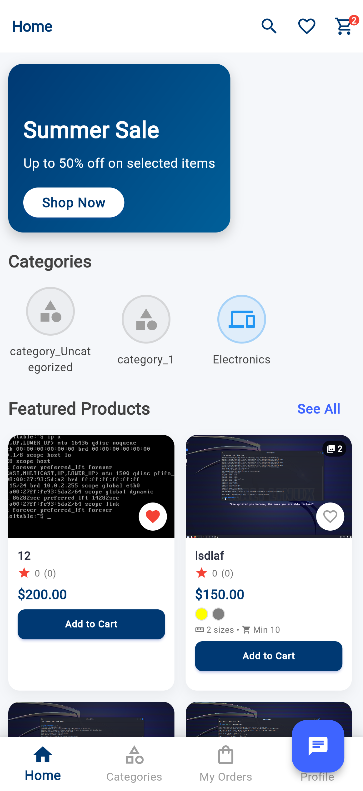 Home
2
Summer Sale
Up to 50% off on selected items
Shop Now
Categories
category_Uncat
egorized
category_1
Electronics
Featured Products
See All
2
12
0 (0)
$200.00
Add to Cart
lsdlaf
0 (0)
$150.00
2 sizes • Min 10
Add to Cart
Home
Categories
My Orders
Profile